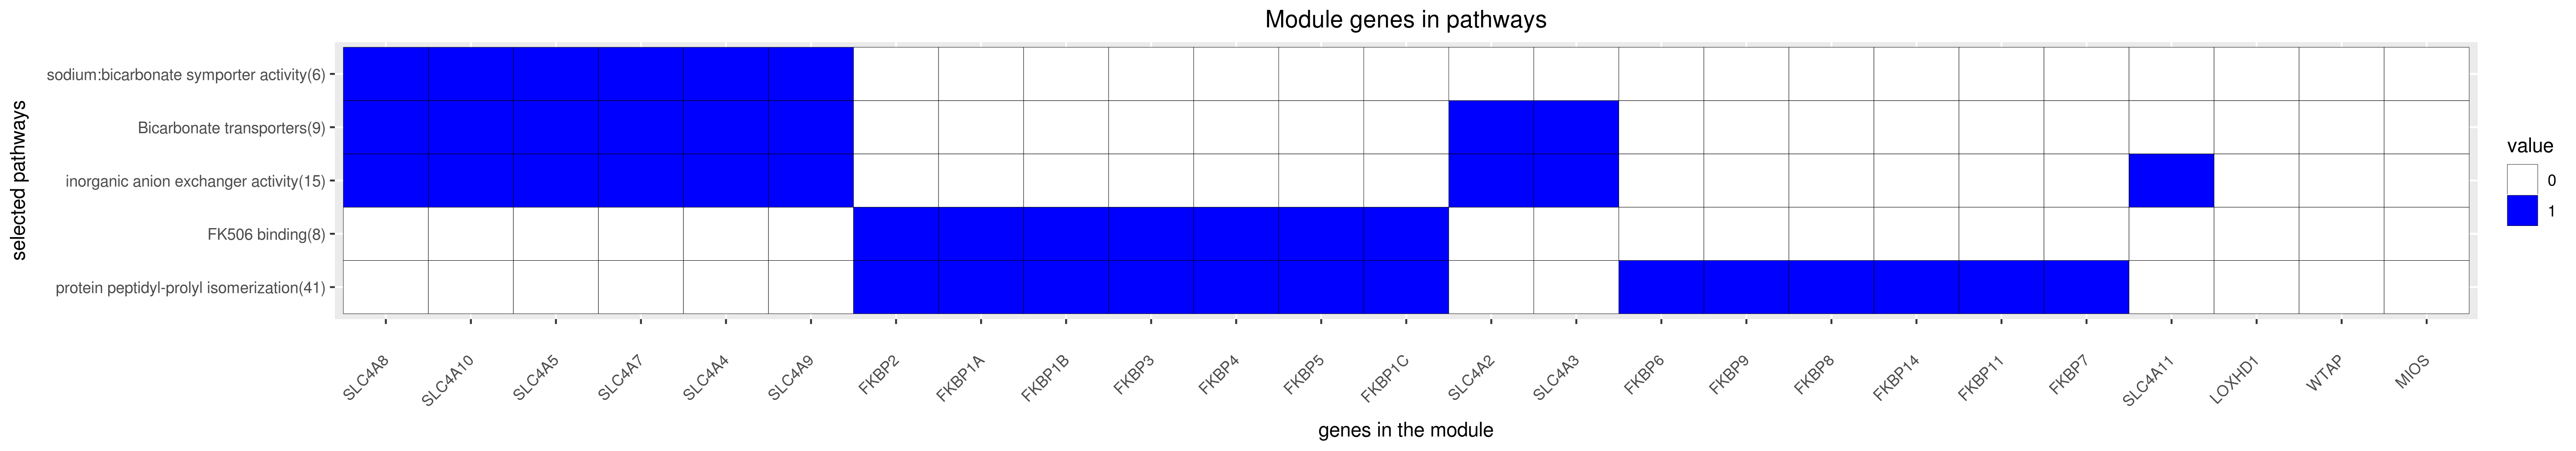 Module genes in pathways
selected pathways
sodium:bicarbonate symporter activity(6)
Bicarbonate transporters(9)
inorganic anion exchanger activity(15)
FK506 binding(8)
protein peptidyl-prolyl isomerization(41)
SLC4A8
SLC4A10
SLC4A5
SLC4A7
SLC4A4
SLC4A9
FKBP2
FKBP1A
FKBP1B
FKBP3
FKBP4
FKBP5
FKBP1C
SLC4A2
SLC4A3
FKBP6
FKBP9
FKBP8
FKBP14
FKBP11
FKBP7
SLC4A11
LOXHD1
WTAP
MIOS
genes in the module
value
0
1